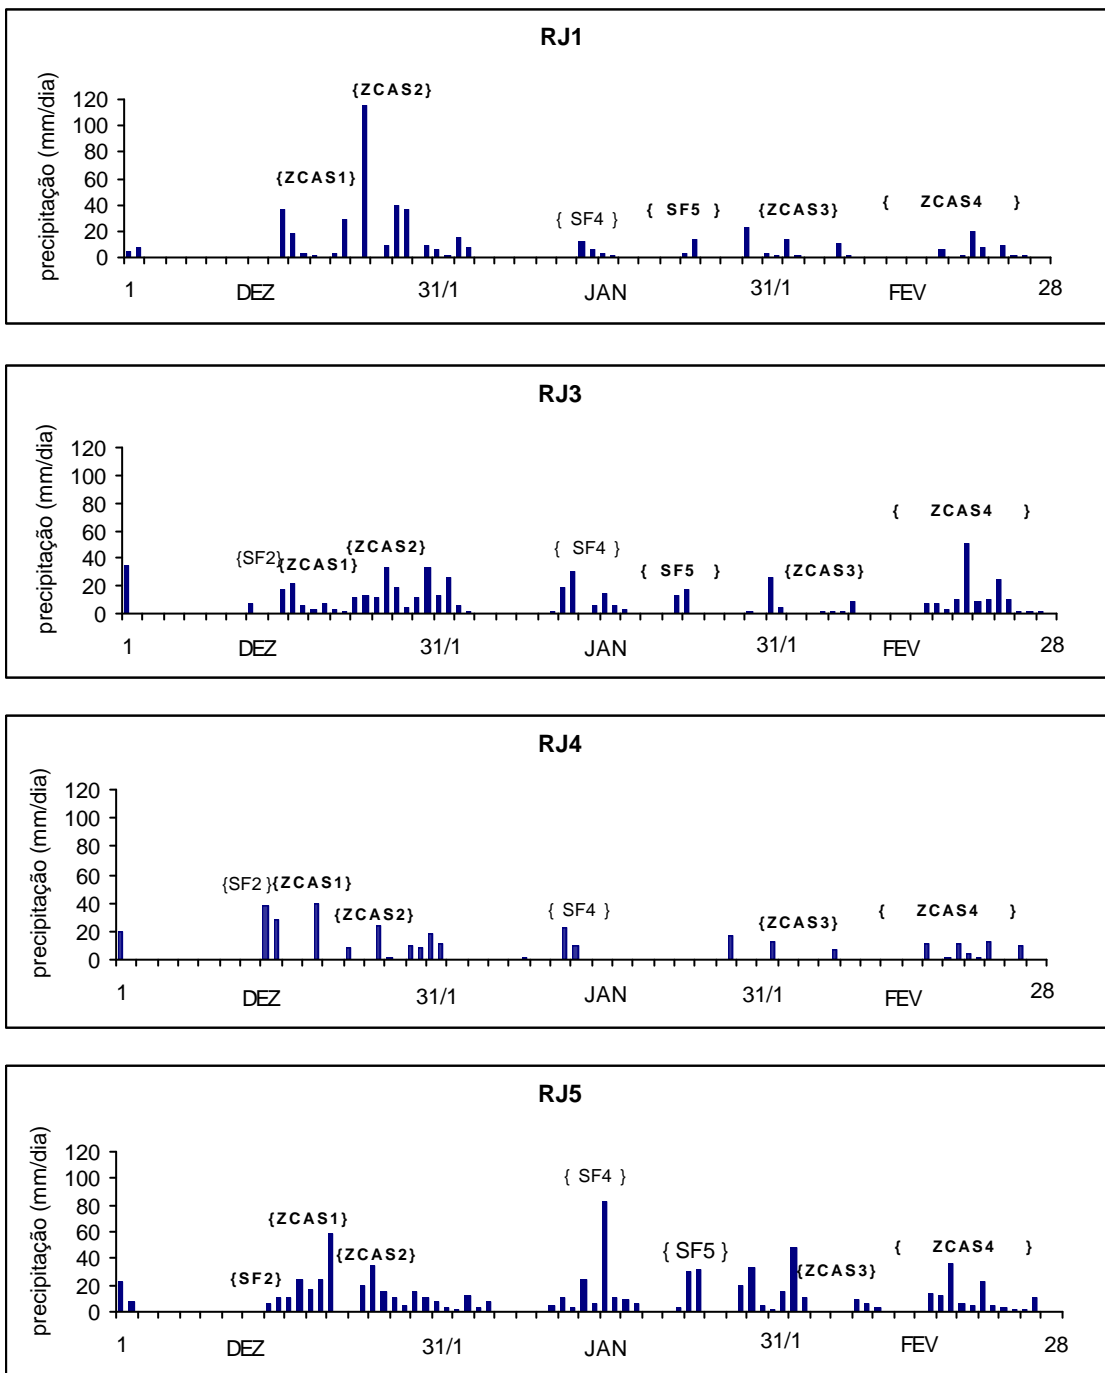 RJ1
precipitação (mm/dia)
120
100
80
60
40
20
0
{ZCAS2}
{ZCAS1}
{ SF4 }
{ SF5 }
{ZCAS3}
{ ZCAS4 }
1 DEZ 31/1 JAN 31/1 FEV 28
RJ3
precipitação (mm/dia)
120
100
80
60
40
20
0
{SF2}
{ZCAS1}
{ZCAS2}
{ SF4 }
{ SF5 }
{ZCAS3}
{ ZCAS4 }
1 DEZ 31/1 JAN 31/1 FEV 28
RJ4
precipitação (mm/dia)
120
100
80
60
40
20
0
{SF2}{ZCAS1}
{ZCAS2}
{ SF4 }
{ZCAS3}
{ ZCAS4 }
1 DEZ 31/1 JAN 31/1 FEV 28
RJ5
precipitação (mm/dia)
120
100
80
60
40
20
0
{SF2}
{ZCAS1}
{ZCAS2}
{ SF4 }
{ SF5 }
{ZCAS3}
{ ZCAS4 }
1 DEZ 31/1 JAN 31/1 FEV 28